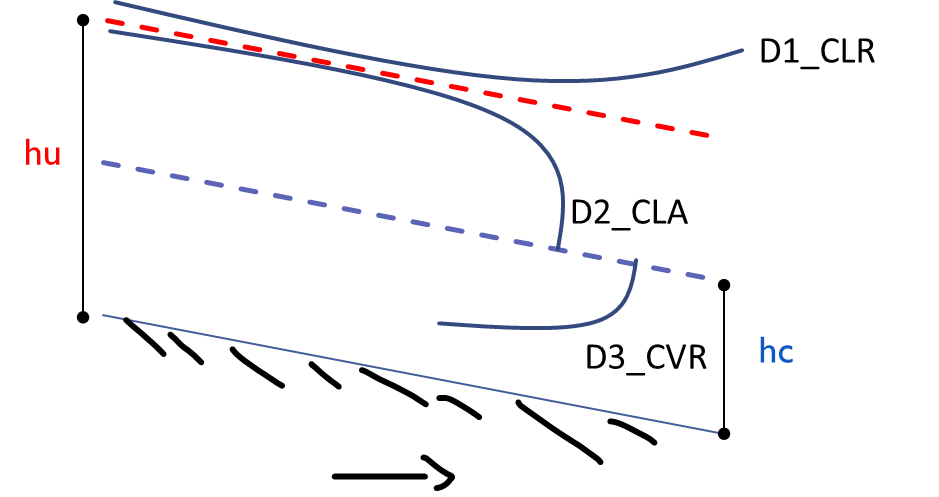 D1_CLR
hu
D2_CLA
D3_CVR
hc